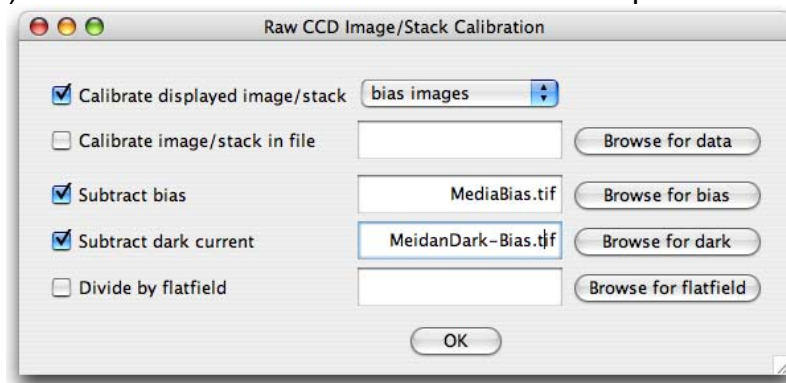 Raw CCD Image/Stack Calibration
Calibrate displayed image/stack bias images
Calibrate image/stack in file Browse for data
Subtract bias MediaBias.tif Browse for bias
Subtract dark current MeidanDark-Bias.tif Browse for dark
Divide by flatfield Browse for flatfield
OK